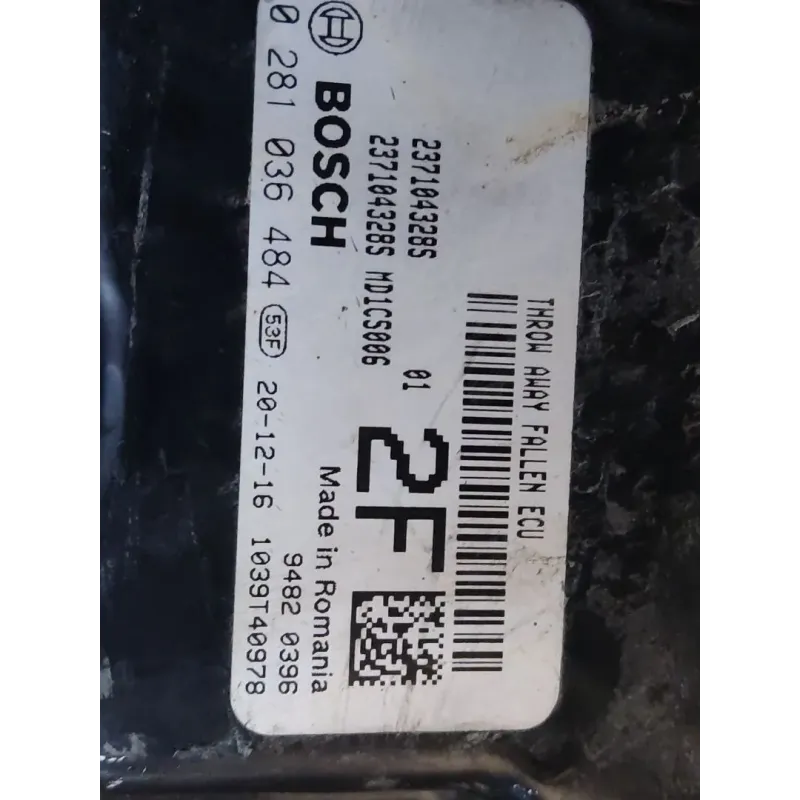 THROW AWAY FALLEN ECU
237104328S 01
237104328S MD1CS006
2F
BOSCH
Made in Romania
9482 0396
0 281 036 484 53F 20-12-16 1039T40978